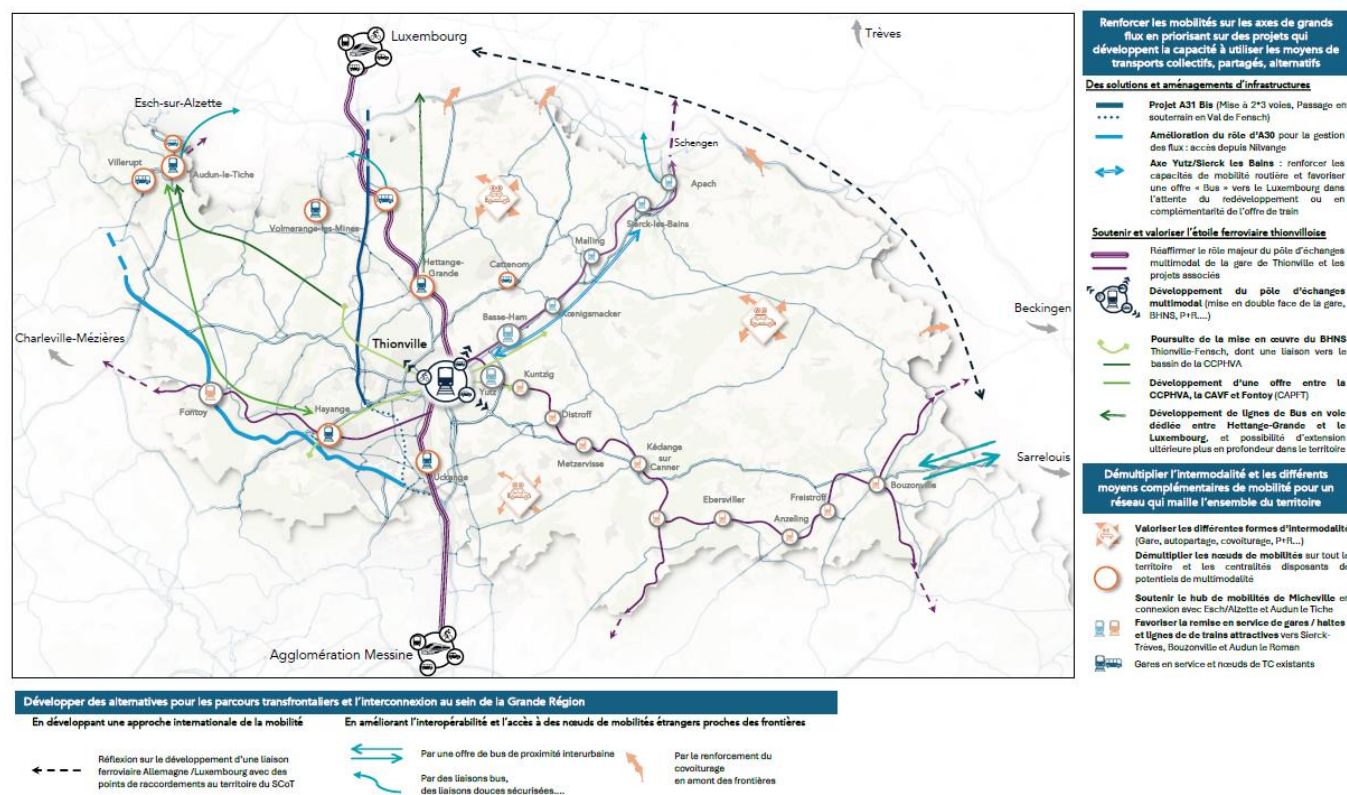 Luxembourg
Trèves
Esch-sur-Alzette
Schengen
Villerupt
Audun-le-Tiche
Apach
Volmerange-les-Mines
Sierck-les-Bains
Malling
Hettange-
Grande
Cattenom
Kœnigsmacker
Basse-Ham
Beckingen
Charleville-Mézières
Thionville
Yutz
Kuntzig
Fontoy
Hayange
Distroff
Metzervisse
Kédange
sur
Canner
Uckange
Sarrelouis
Bouzonville
Ebersviller
Freistroff
Anzeling
Agglomération Messine
Renforcer les mobilités sur les axes de grands
flux en priorisant sur des projets qui
développent la capacité à utiliser les moyens de
transports collectifs, partagés, alternatifs
Des solutions et aménagements d'infrastructures
Projet A31 Bis (Mise à 2*3 voies, Passage en
souterrain en Val de Fensch)
Amélioration du rôle d'A30 pour la gestion
des flux : accès depuis Nilvange
Axe Yutz/Sierck les Bains : renforcer les
capacités de mobilité routière et favoriser
une offre « Bus » vers le Luxembourg dans
l'attente du redéveloppement ou en
complémentarité de l'offre de train
Soutenir et valoriser l'étoile ferroviaire thionvilloise
Réaffirmer le rôle majeur du pôle d'échanges
multimodal de la gare de Thionville et les
projets associés
Développement du pôle d'échanges
multimodal (mise en double face de la gare,
BHNS, P+R....)
Poursuite de la mise en œuvre du BHNS
Thionville-Fensch, dont une liaison vers le
bassin de la CCPHVA
Développement d'une offre entre la
CCPHVA, la CAVF et Fontoy (CAPFT)
Développement de lignes de Bus en voie
dédiée entre Hettange-Grande et le
Luxembourg, et possibilité d'extension
ultérieure plus en profondeur dans le territoire
Démultiplier l'intermodalité et les différents
moyens complémentaires de mobilité pour un
réseau qui maille l'ensemble du territoire
Valoriser les différentes formes d'intermodalité
(Gare, autopartage, covoiturage, P+R...)
Démultiplier les nœuds de mobilités sur tout le
territoire et les centralités disposants de
potentiels de multimodalité
Soutenir le hub de mobilités de Micheville en
connexion avec Esch/Alzette et Audun le Tiche
Favoriser la remise en service de gares / haltes
et lignes de de trains attractives vers Sierck-
Trèves, Bouzonville et Audun le Roman
Gares en service et nœuds de TC existants
Développer des alternatives pour les parcours transfrontaliers et l'interconnexion au sein de la Grande Région
En développant une approche internationale de la mobilité
En améliorant l'interopérabilité et l'accès à des nœuds de mobilités étrangers proches des frontières
Réflexion sur le développement d'une liaison
ferroviaire Allemagne /Luxembourg avec des
points de raccordements au territoire du SCoT
Par une offre de bus de proximité interurbaine
Par des liaisons bus,
des liaisons douces sécurisées....
Par le renforcement du
covoiturage
en amont des frontières